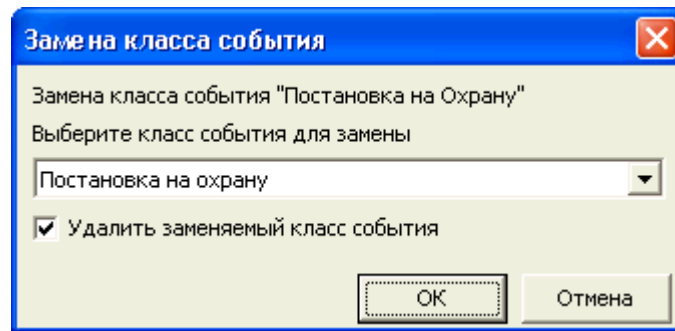 Замена класса события
Замена класса события "Постановка на Охрану"
Выберите класс события для замены
Постановка на охрану
Удалить заменяемый класс события
ОК
Отмена